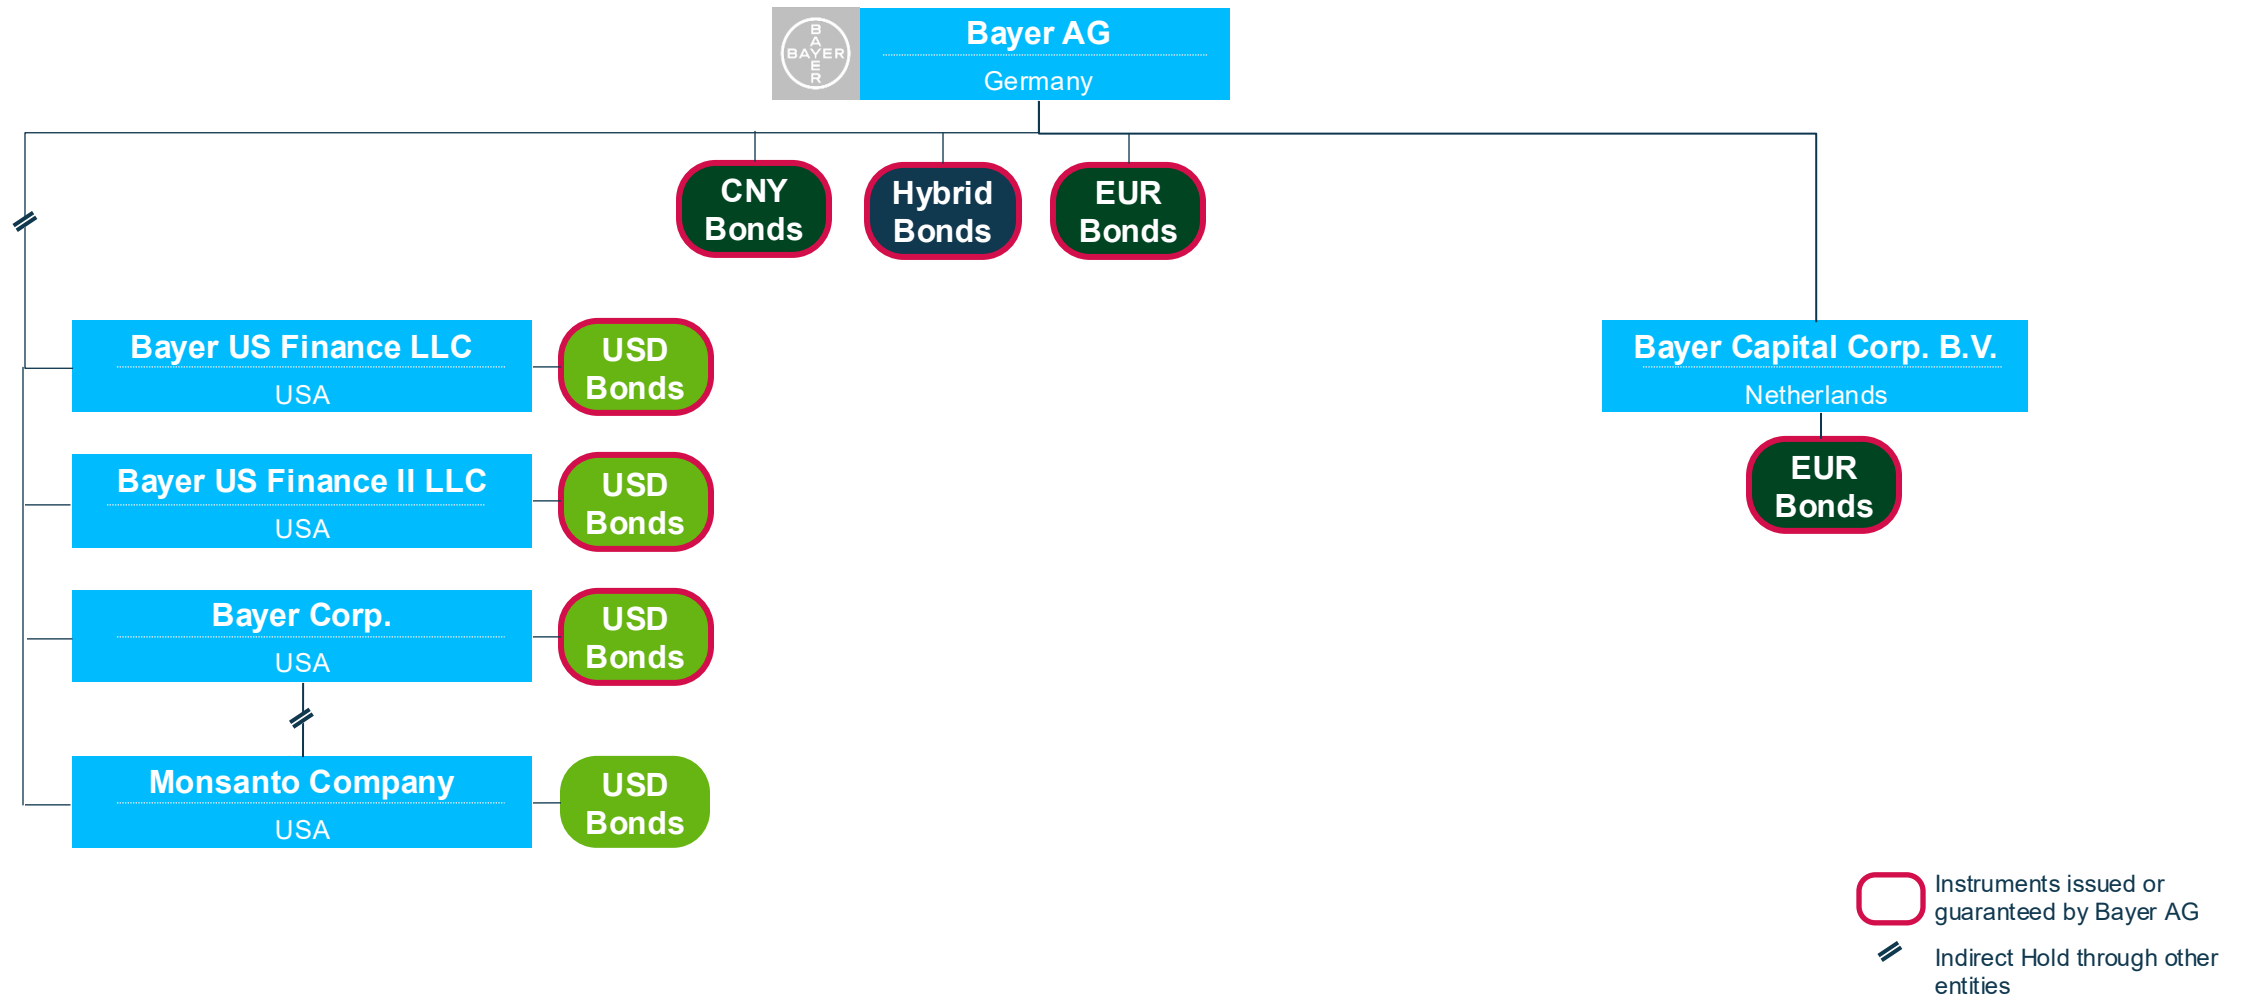 BAYER
BAYER
Bayer AG
Germany
CNY
Bonds
Hybrid
Bonds
EUR
Bonds
Bayer US Finance LLC
USA
USD
Bonds
Bayer Capital Corp. B.V.
Netherlands
EUR
Bonds
Bayer US Finance II LLC
USA
USD
Bonds
Bayer Corp.
USA
USD
Bonds
Monsanto Company
USA
USD
Bonds
Instruments issued or
guaranteed by Bayer AG
Indirect Hold through other
entities